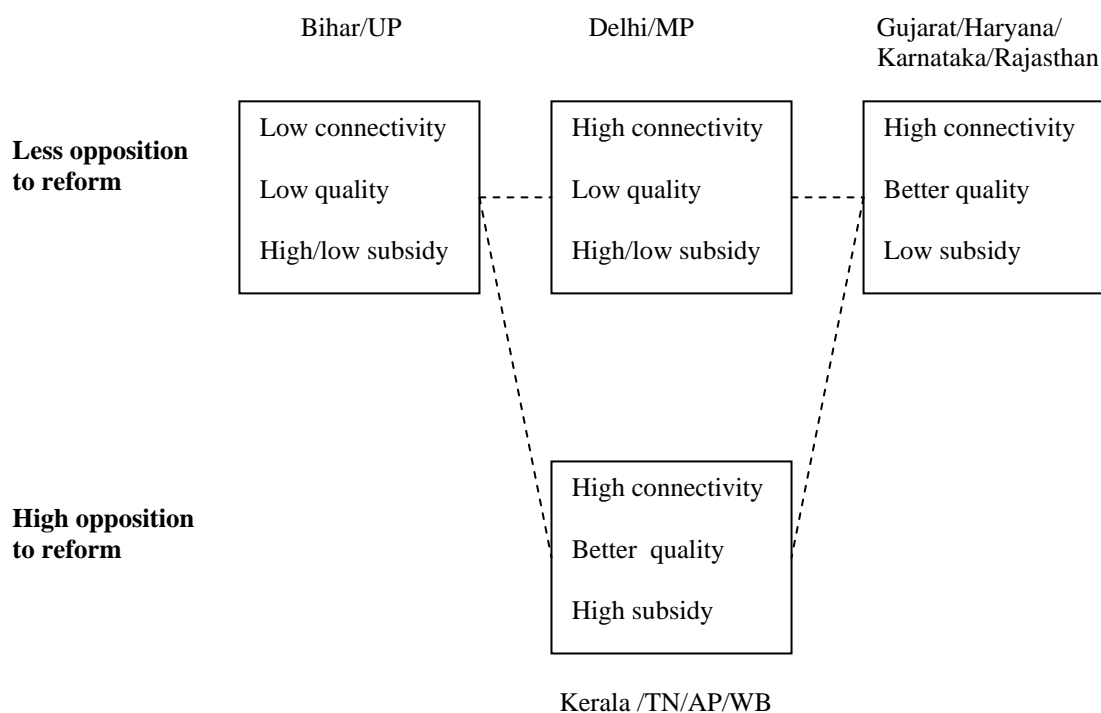 Bihar/UP
Delhi/MP
Gujarat/Haryana/
Karnataka/Rajasthan
Less opposition
to reform
Low connectivity
Low quality
High/low subsidy
High connectivity
Low quality
High/low subsidy
High connectivity
Better quality
Low subsidy
High opposition
to reform
High connectivity
Better quality
High subsidy
Kerala /TN/AP/WB